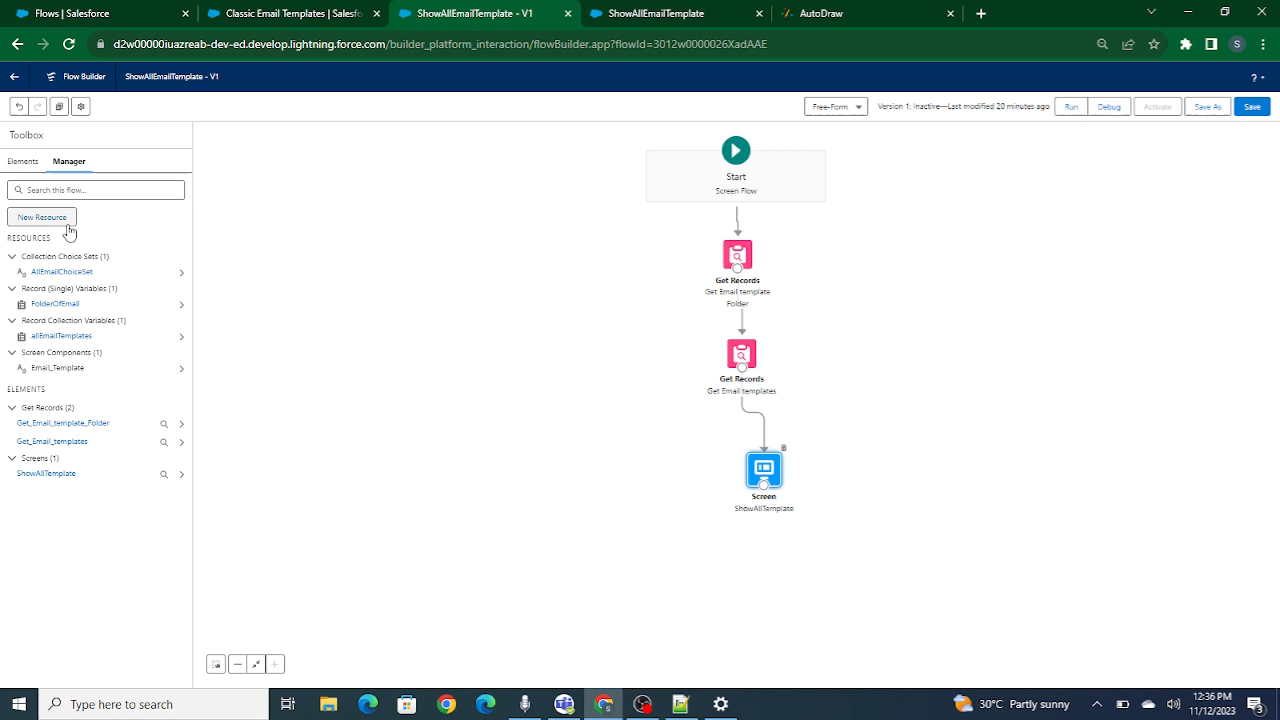 Flows | Salesforce
Classic Email Templates | Salesf
ShowAllEmailTemplate - V1
ShowAllEmailTemplate
AutoDraw
d2w00000iuazreab-dev-ed.develop.lightning.force.com/builder_platform_interaction/flowBuilder.app?flowId=3012w0000026XadAAE
S
Flow Builder
ShowAllEmailTemplate - V1
?
Free-Form
Version 1: Inactive—Last modified 20 minutes ago
Run
Debug
Activate
Save As
Save
Toolbox
Elements
Manager
Search this flow...
New Resource
RESOURCES
Collection Choice Sets (1)
AllEmailChoiceSet
Record (Single) Variables (1)
FolderOfEmail
Record Collection Variables (1)
allEmailTemplates
Screen Components (1)
Email_Template
ELEMENTS
Get Records (2)
Get_Email_template_Folder
Get_Email_templates
Screens (1)
ShowAllTemplate
Start
Screen Flow
Get Records
Get Email template
Folder
Get Records
Get Email templates
Screen
ShowAllTemplate
Type here to search
30°C Partly sunny
12:36 PM
11/12/2023
3